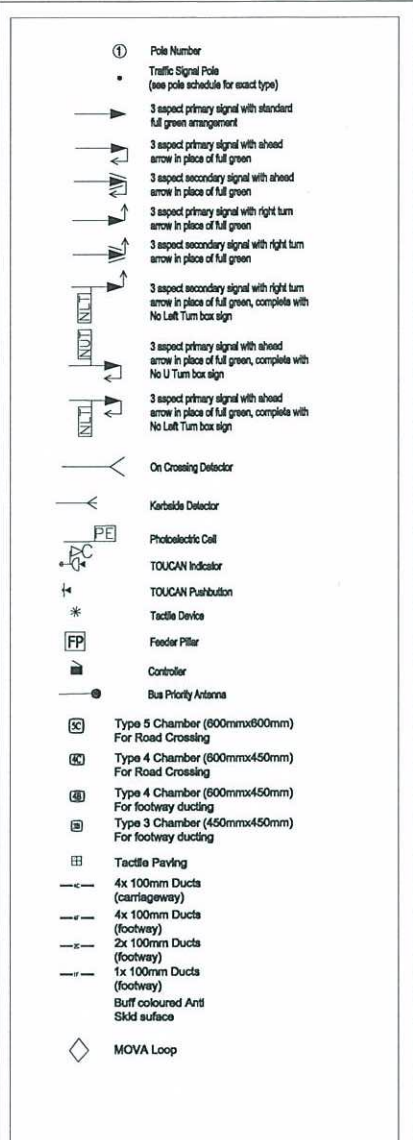 1 Pole Number
Traffic Signal Pole
(see pole schedule for exact type)
3 aspect primary signal with standard
full green arrangement
3 aspect primary signal with ahead
arrow in place of full green
3 aspect secondary signal with ahead
arrow in place of full green
3 aspect primary signal with right turn
arrow in place of full green
3 aspect secondary signal with right turn
arrow in place of full green
NLT
3 aspect secondary signal with right turn
arrow in place of full green, complete with
No Left Turn box sign
NUT
3 aspect primary signal with ahead
arrow in place of full green, complete with
No U Turn box sign
NLT
3 aspect primary signal with ahead
arrow in place of full green, complete with
No Left Turn box sign
On Crossing Detector
Kerbside Detector
PE Photoelectric Cell
TOUCAN Indicator
TOUCAN Pushbutton
Tactile Device
FP Feeder Pillar
Controller
Bus Priority Antenna
5C Type 5 Chamber (600mmx600mm)
For Road Crossing
4C Type 4 Chamber (600mmx450mm)
For Road Crossing
4B Type 4 Chamber (600mmx450mm)
For footway ducting
Type 3 Chamber (450mmx450mm)
For footway ducting
Tactile Paving
4x 100mm Ducts
(carriageway)
4x 100mm Ducts
(footway)
2x 100mm Ducts
(footway)
1x 100mm Ducts
(footway)
Buff coloured Anti
Skid suface
MOVA Loop